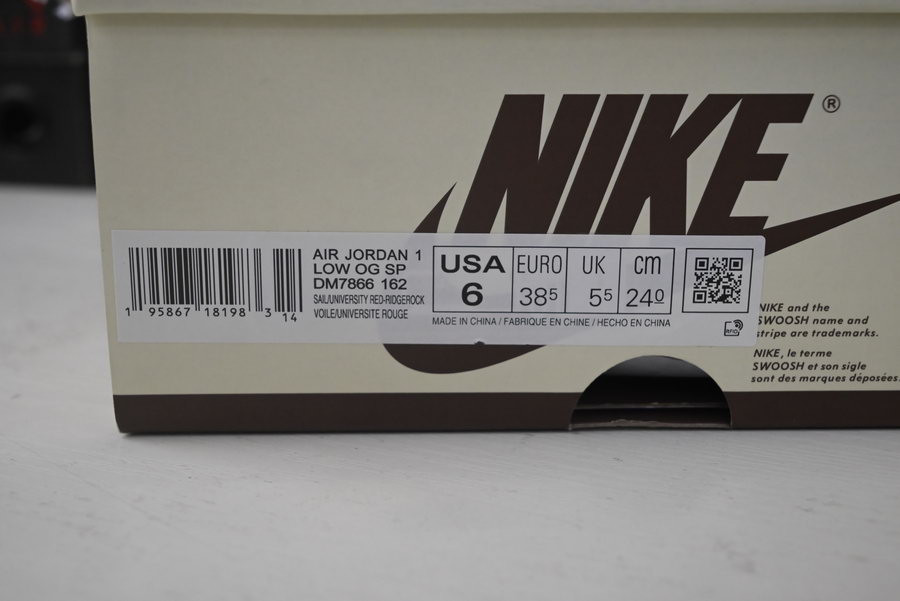 NIKE®
AIR JORDAN 1
LOW OG SP
DM7866 162
SAIL/UNIVERSITY RED-RIDGEROCK
VOILE/UNIVERSITE ROUGE
1 95867 18198 3 14
USA EURO UK cm
6 38⁵ 5⁵ 24⁰
MADE IN CHINA / FABRIQUE EN CHINE / HECHO EN CHINA
RFID
NIKE and the
SWOOSH name and
stripe are trademarks.
NIKE, le terme
SWOOSH et son sigle
sont des marques déposées.